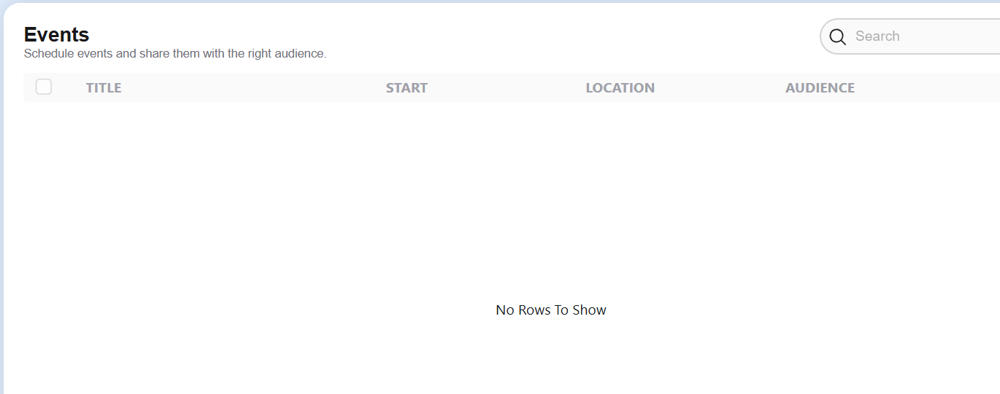 Events
Search
Schedule events and share them with the right audience.
TITLE START LOCATION AUDIENCE
No Rows To Show